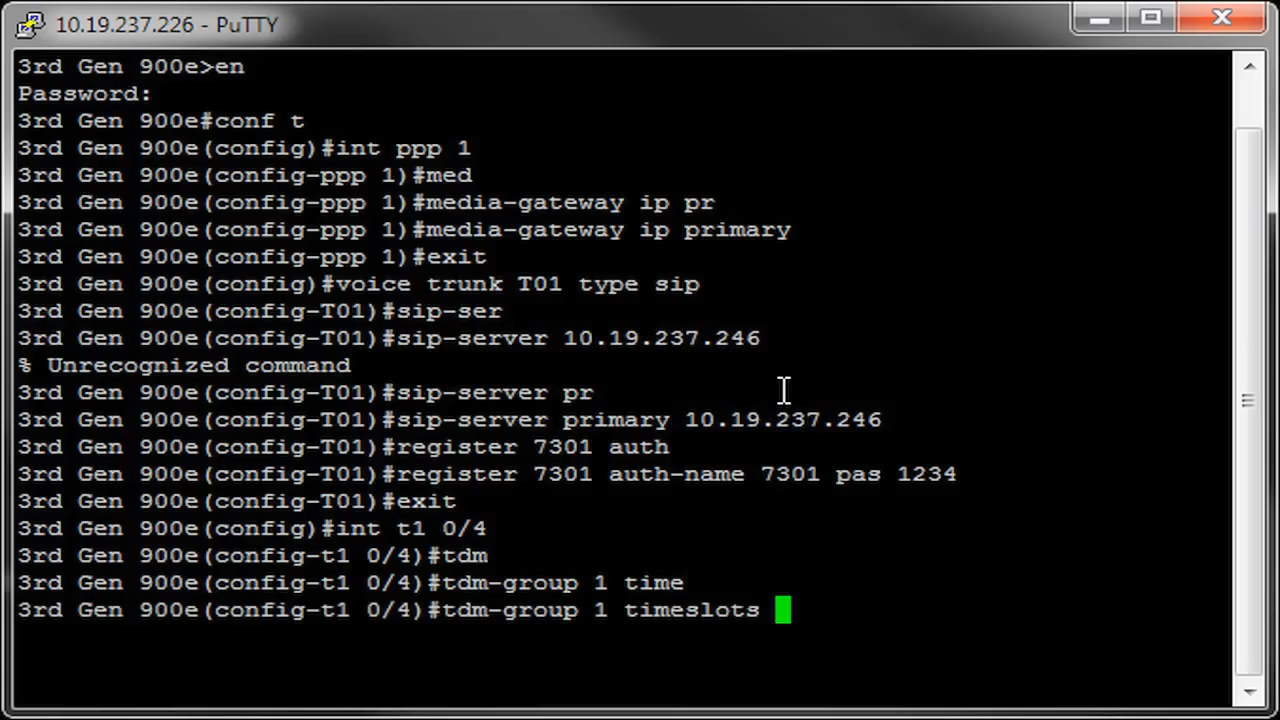 10.19.237.226 - PuTTY
3rd Gen 900e>en
Password:
3rd Gen 900e#conf t
3rd Gen 900e(config)#int ppp 1
3rd Gen 900e(config-ppp 1)#med
3rd Gen 900e(config-ppp 1)#media-gateway ip pr
3rd Gen 900e(config-ppp 1)#media-gateway ip primary
3rd Gen 900e(config-ppp 1)#exit
3rd Gen 900e(config)#voice trunk T01 type sip
3rd Gen 900e(config-T01)#sip-ser
3rd Gen 900e(config-T01)#sip-server 10.19.237.246
% Unrecognized command
3rd Gen 900e(config-T01)#sip-server pr
3rd Gen 900e(config-T01)#sip-server primary 10.19.237.246
3rd Gen 900e(config-T01)#register 7301 auth
3rd Gen 900e(config-T01)#register 7301 auth-name 7301 pas 1234
3rd Gen 900e(config-T01)#exit
3rd Gen 900e(config)#int t1 0/4
3rd Gen 900e(config-t1 0/4)#tdm
3rd Gen 900e(config-t1 0/4)#tdm-group 1 time
3rd Gen 900e(config-t1 0/4)#tdm-group 1 timeslots